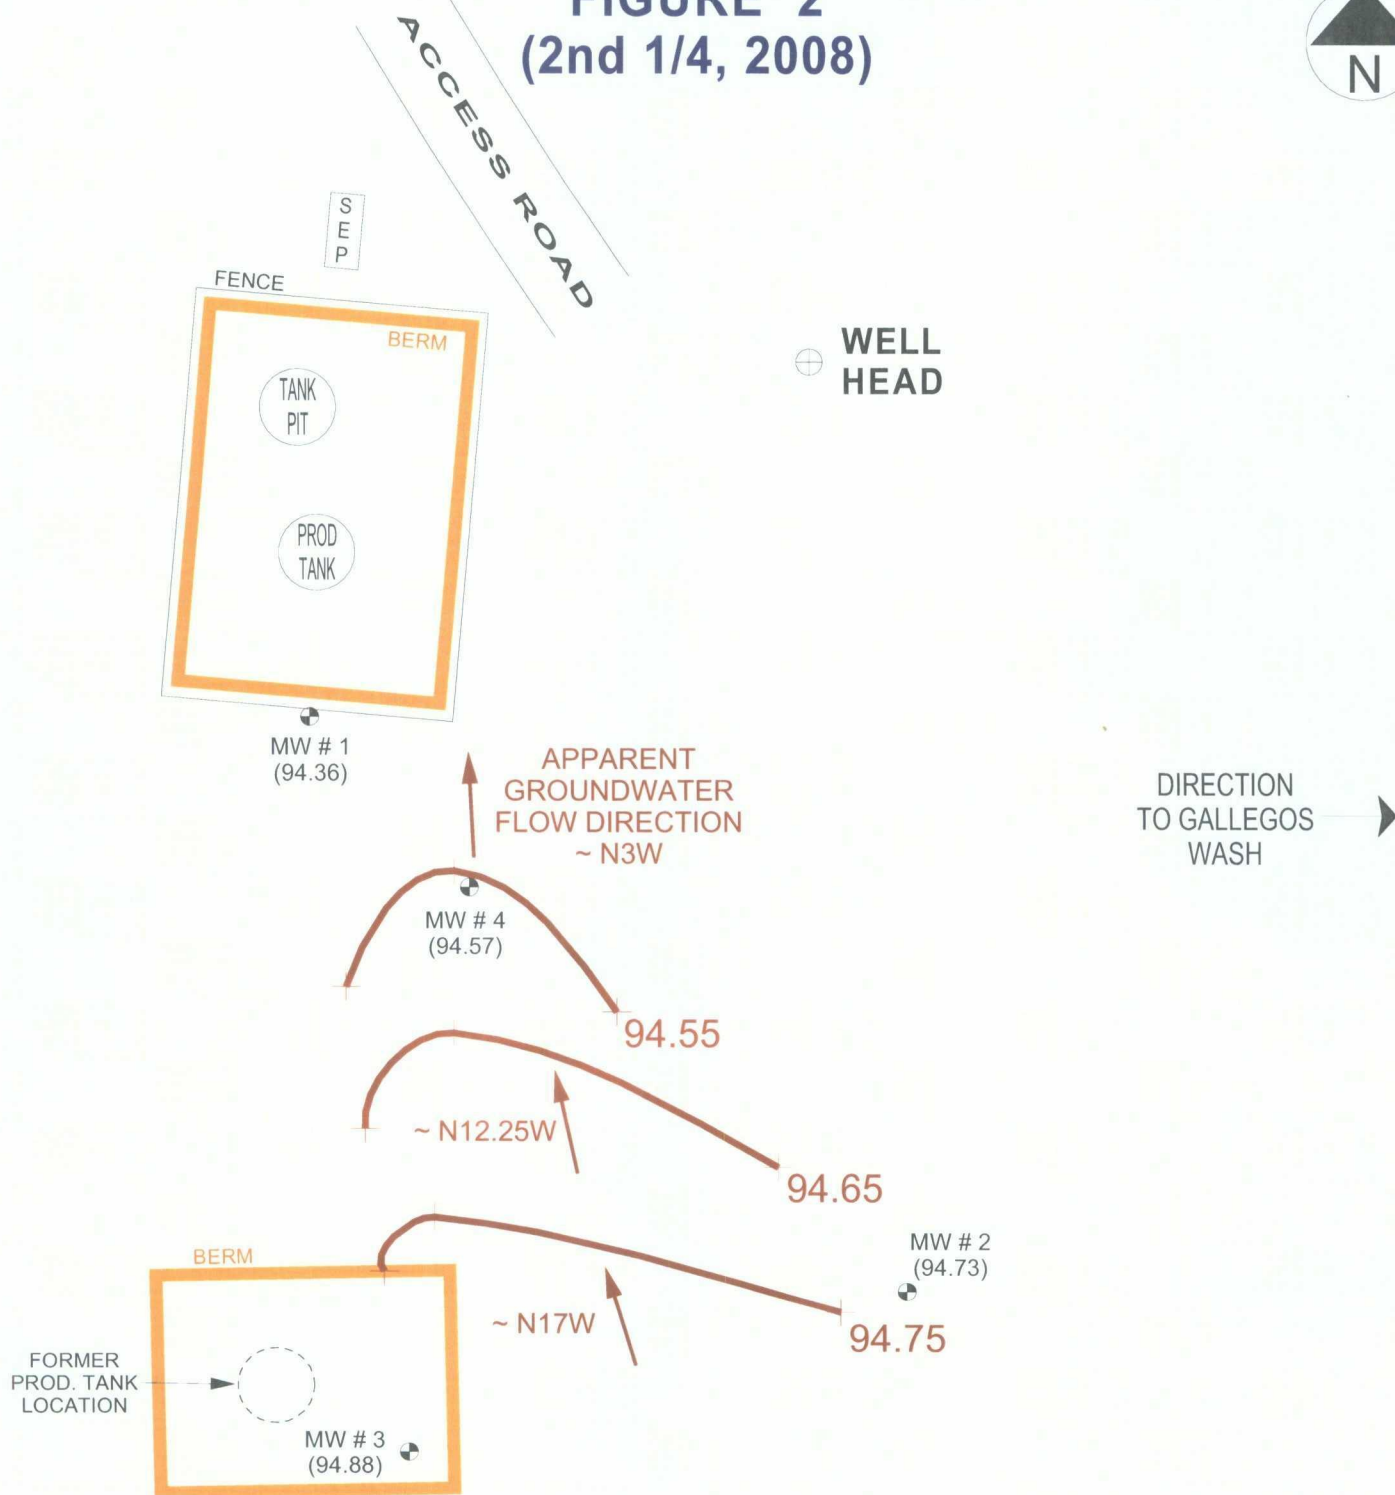 FIGURE 2
(2nd 1/4, 2008)
N
ACCESS ROAD
S
E
P
FENCE
BERM
WELL
HEAD
TANK
PIT
PROD
TANK
MW # 1
(94.36)
APPARENT
GROUNDWATER
FLOW DIRECTION
~ N3W
DIRECTION
TO GALLEGOS
WASH
MW # 4
(94.57)
94.55
~ N12.25W
94.65
MW # 2
(94.73)
BERM
~ N17W
94.75
FORMER
PROD. TANK
LOCATION
MW # 3
(94.88)